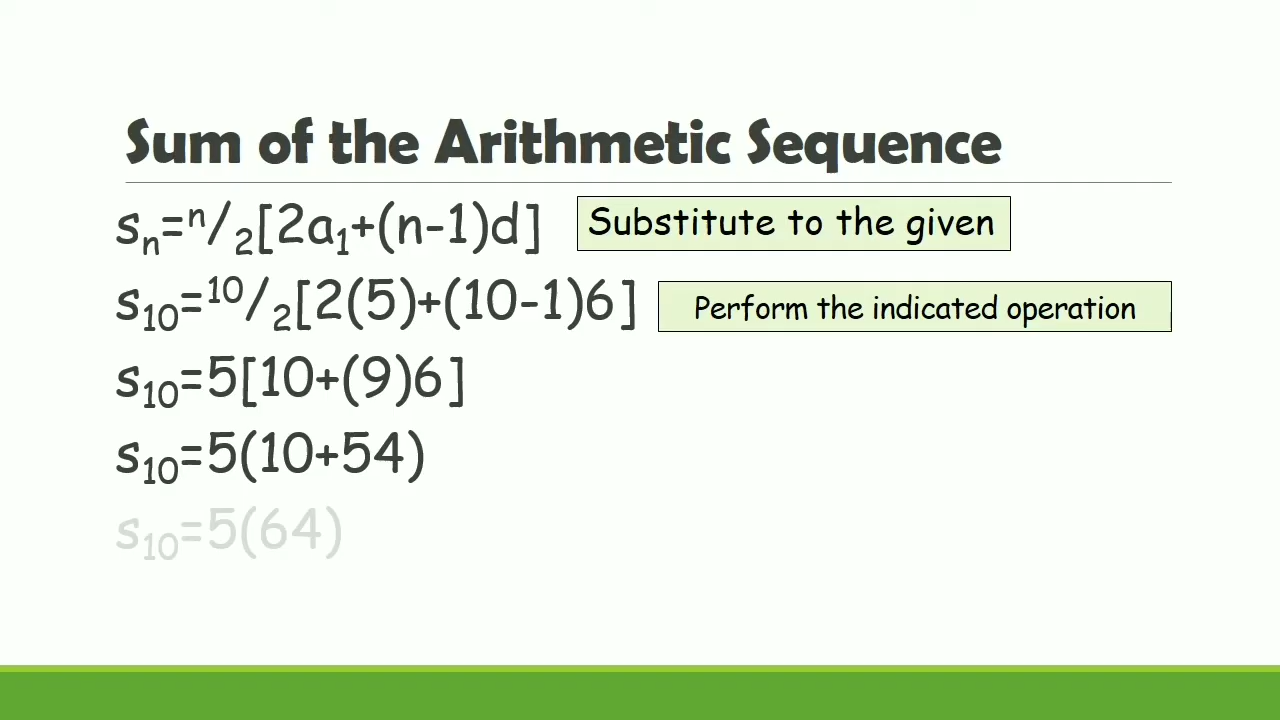 Sum of the Arithmetic Sequence
sₙ=ⁿ/₂[2a₁+(n-1)d] Substitute to the given
s₁₀=¹⁰/₂[2(5)+(10-1)6] Perform the indicated operation
s₁₀=5[10+(9)6]
s₁₀=5(10+54)
s₁₀=5(64)